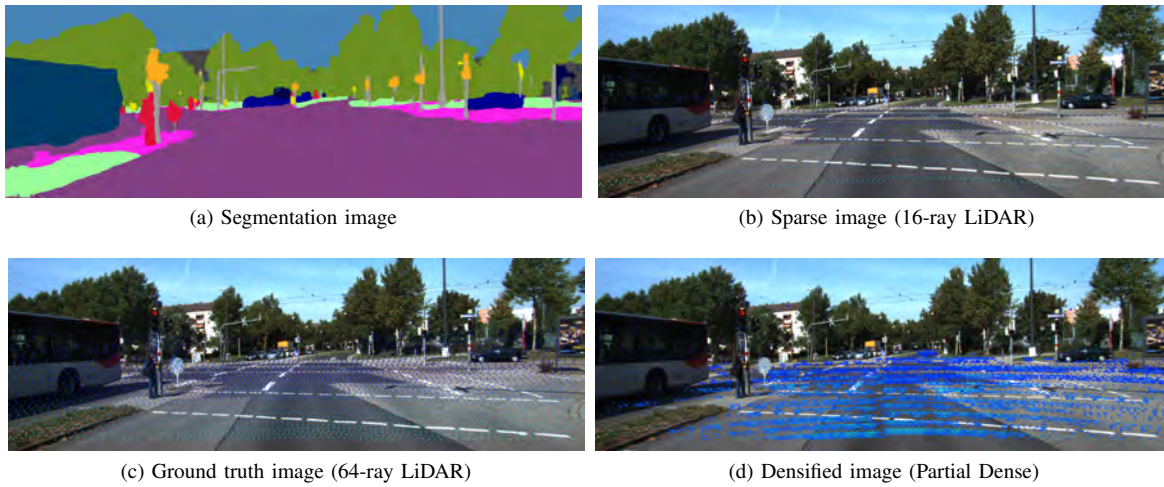 (a) Segmentation image
(b) Sparse image (16-ray LiDAR)
(c) Ground truth image (64-ray LiDAR)
(d) Densified image (Partial Dense)